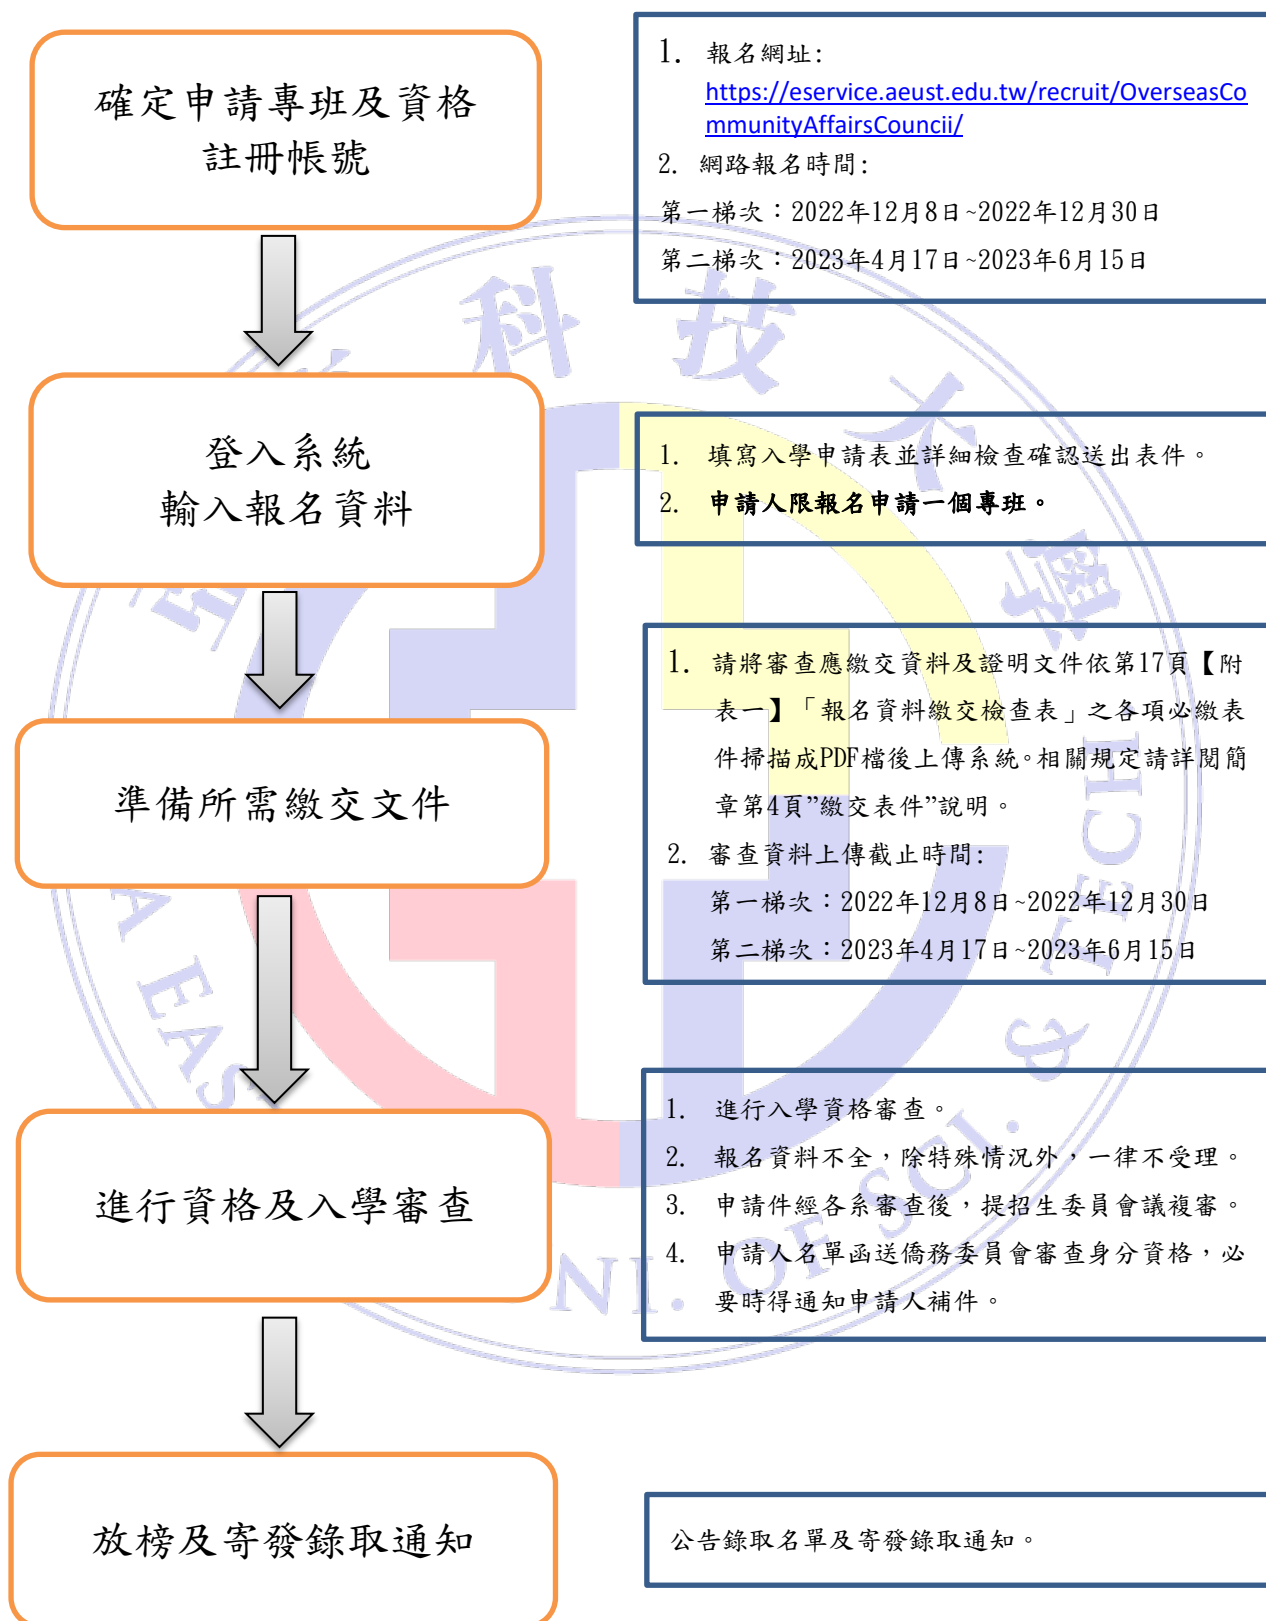 確定申請專班及資格
註冊帳號
1. 報名網址:
https://eservice.aeust.edu.tw/recruit/OverseasCo
mmunityAffairsCouncii/
2. 網路報名時間:
第一梯次：2022年12月8日~2022年12月30日
第二梯次：2023年4月17日~2023年6月15日
登入系統
輸入報名資料
1. 填寫入學申請表並詳細檢查確認送出表件。
2. 申請人限報名申請一個專班。
準備所需繳交文件
1. 請將審查應繳交資料及證明文件依第17頁【附
表一】「報名資料繳交檢查表」之各項必繳表
件掃描成PDF檔後上傳系統。相關規定請詳閱簡
章第4頁”繳交表件”說明。
2. 審查資料上傳截止時間:
第一梯次：2022年12月8日~2022年12月30日
第二梯次：2023年4月17日~2023年6月15日
進行資格及入學審查
1. 進行入學資格審查。
2. 報名資料不全，除特殊情況外，一律不受理。
3. 申請件經各系審查後，提招生委員會議複審。
4. 申請人名單函送僑務委員會審查身分資格，必
要時得通知申請人補件。
放榜及寄發錄取通知
公告錄取名單及寄發錄取通知。
科技大學
OF SCI. & TECH